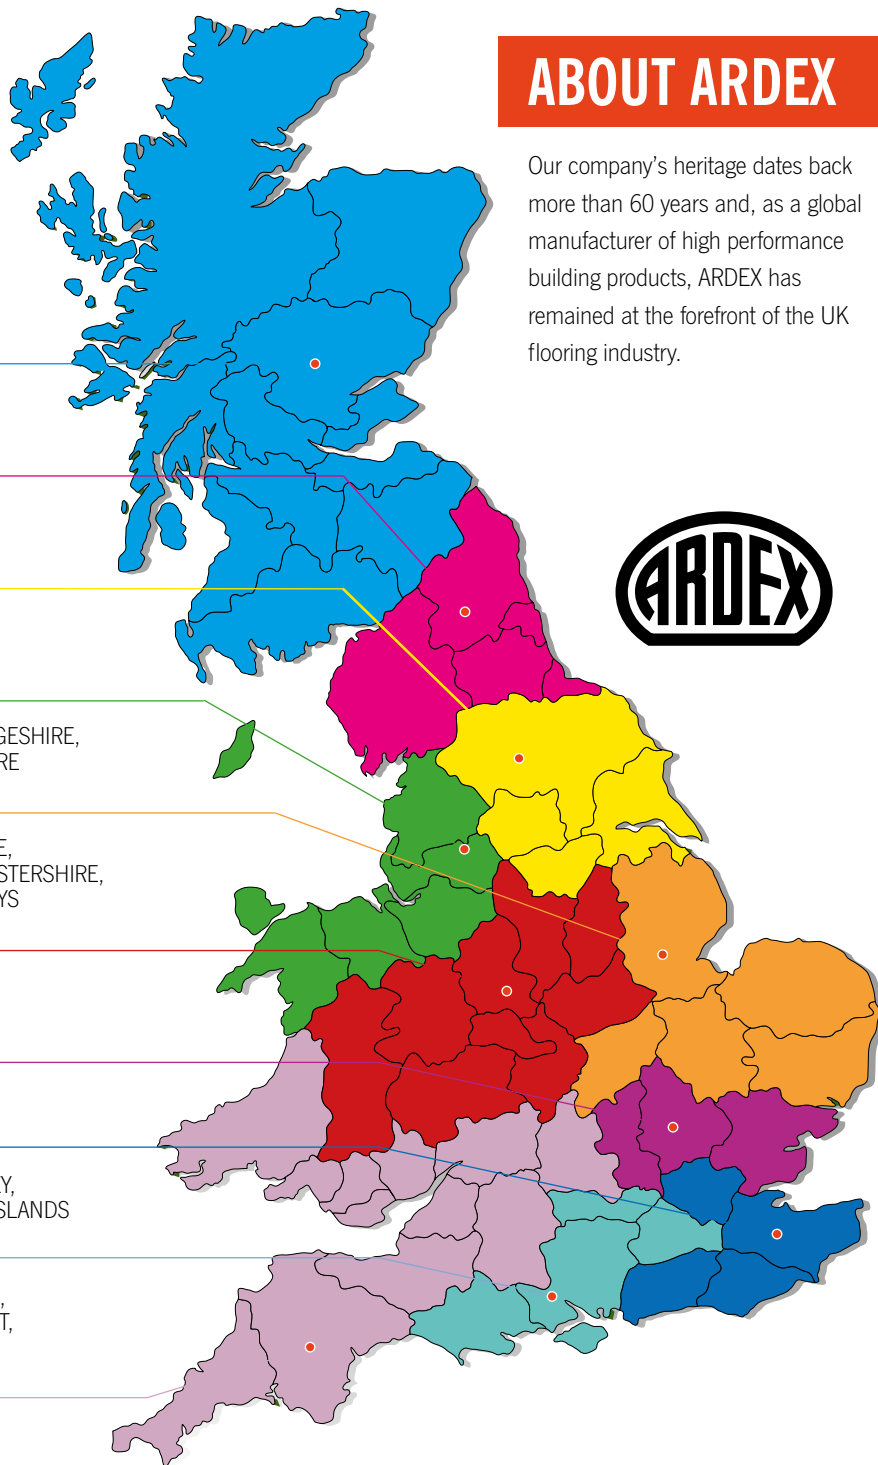 ABOUT ARDEX
Our company’s heritage dates back
more than 60 years and, as a global
manufacturer of high performance
building products, ARDEX has
remained at the forefront of the UK
flooring industry.
ARDEX
GESHIRE,
RE
E,
STERSHIRE,
YS
Y,
SLANDS
,
T,